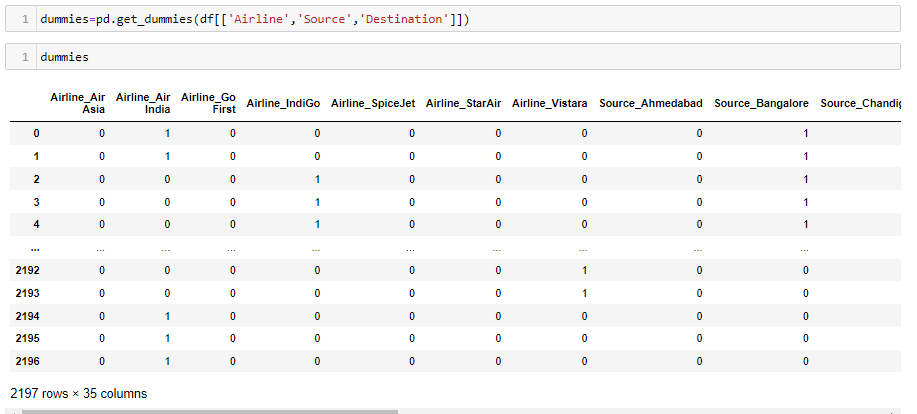 1 dummies=pd.get_dummies(df[['Airline','Source','Destination']])
1 dummies
Airline_Air Asia Airline_Air India Airline_Go First Airline_IndiGo Airline_SpiceJet Airline_StarAir Airline_Vistara Source_Ahmedabad Source_Bangalore Source_Chandig
0 0 1 0 0 0 0 0 0 1
1 0 1 0 0 0 0 0 0 1
2 0 0 0 1 0 0 0 0 1
3 0 0 0 1 0 0 0 0 1
4 0 0 0 1 0 0 0 0 1
... ... ... ... ... ... ... ... ... ...
2192 0 0 0 0 0 0 1 0 0
2193 0 0 0 0 0 0 1 0 0
2194 0 1 0 0 0 0 0 0 0
2195 0 1 0 0 0 0 0 0 0
2196 0 1 0 0 0 0 0 0 0
2197 rows × 35 columns